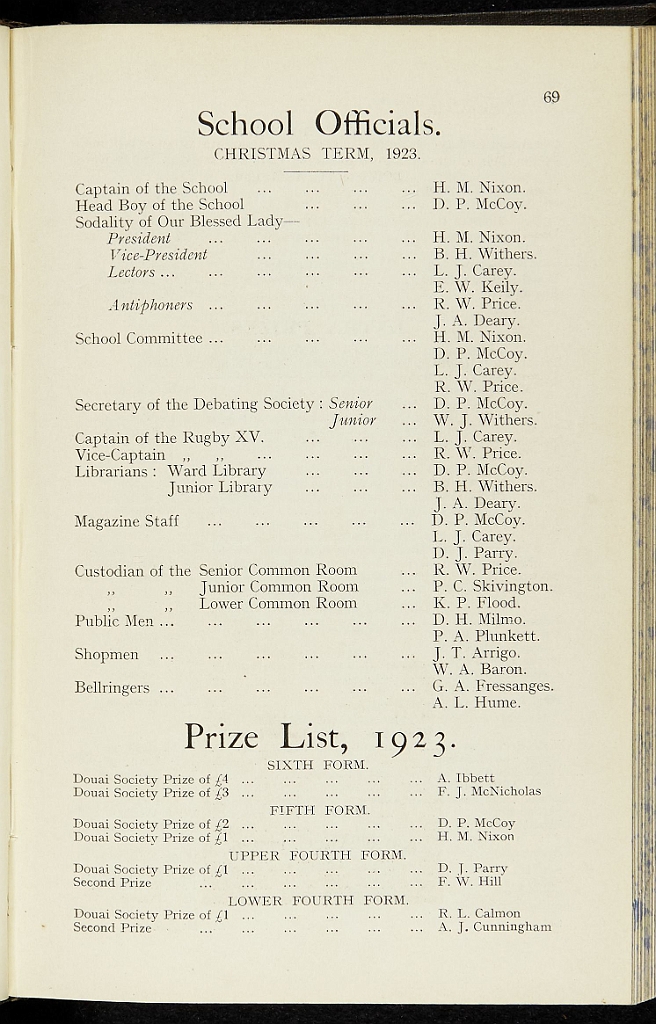 69
School Officials.
CHRISTMAS TERM, 1923.
Captain of the School ... ... ... ... H. M. Nixon.
Head Boy of the School ... ... ... D. P. McCoy.
Sodality of Our Blessed Lady—
President ... ... ... ... ... H. M. Nixon.
Vice-President ... ... ... ... B. H. Withers.
Lectors ... ... ... ... ... ... L. J. Carey.
E. W. Keily.
Antiphoners ... ... ... ... ... R. W. Price.
J. A. Deary.
School Committee ... ... ... ... ... H. M. Nixon.
D. P. McCoy.
L. J. Carey.
R. W. Price.
Secretary of the Debating Society : Senior ... D. P. McCoy.
Junior ... W. J. Withers.
Captain of the Rugby XV. ... ... ... L. J. Carey.
Vice-Captain ,, ,, ... ... ... ... R. W. Price.
Librarians : Ward Library ... ... ... D. P. McCoy.
Junior Library ... ... ... B. H. Withers.
J. A. Deary.
Magazine Staff ... ... ... ... ... D. P. McCoy.
L. J. Carey.
D. J. Parry.
Custodian of the Senior Common Room ... R. W. Price.
,, ,, Junior Common Room ... P. C. Skivington.
,, ,, Lower Common Room ... K. P. Flood.
Public Men ... ... ... ... ... ... D. H. Milmo.
P. A. Plunkett.
Shopmen ... ... ... ... ... ... J. T. Arrigo.
W. A. Baron.
Bellringers ... ... ... ... ... ... G. A. Fressanges.
A. L. Hume.
Prize List, 1923.
SIXTH FORM.
Douai Society Prize of £4 ... ... ... ... ... A. Ibbett
Douai Society Prize of £3 ... ... ... ... ... F. J. McNicholas
FIFTH FORM.
Douai Society Prize of £2 ... ... ... ... ... D. P. McCoy
Douai Society Prize of £1 ... ... ... ... ... H. M. Nixon
UPPER FOURTH FORM.
Douai Society Prize of £1 ... ... ... ... ... D. J. Parry
Second Prize ... ... ... ... ... ... F. W. Hill
LOWER FOURTH FORM.
Douai Society Prize of £1 ... ... ... ... ... R. L. Calmon
Second Prize ... ... ... ... ... ... A. J. Cunningham